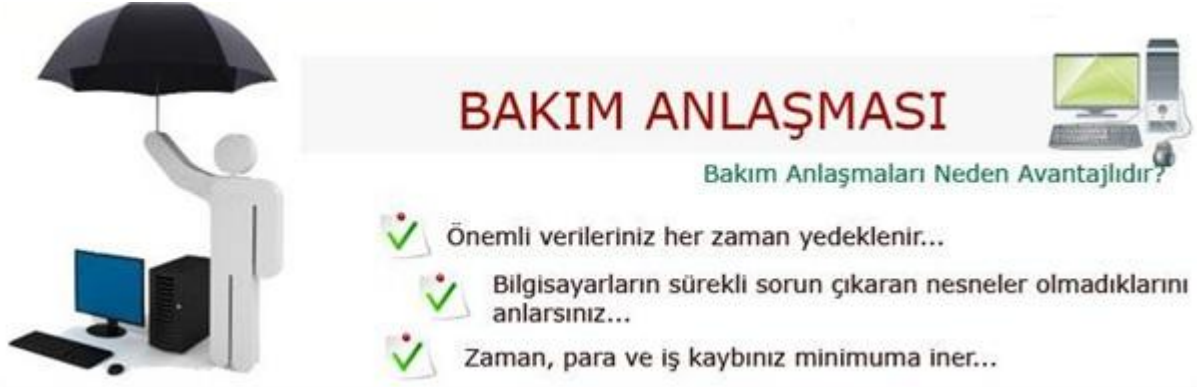 BAKIM ANLAŞMASI
Bakım Anlaşmaları Neden Avantajlıdır?
Önemli verileriniz her zaman yedeklenir...
Bilgisayarların sürekli sorun çıkaran nesneler olmadıklarını
anlarsınız...
Zaman, para ve iş kaybınız minimuma iner...